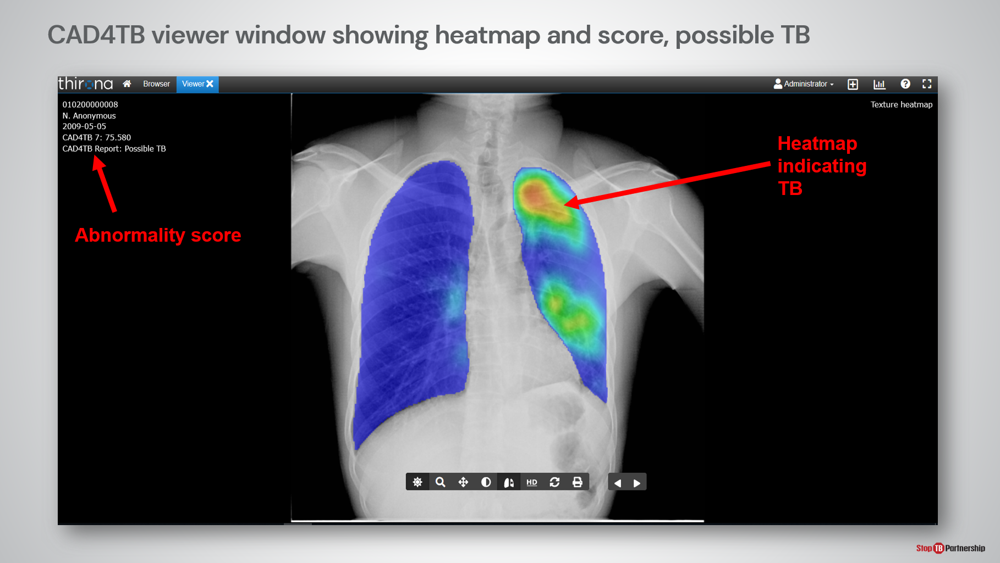 CAD4TB viewer window showing heatmap and score, possible TB
thirona Browser Viewer Administrator
010200000008
N. Anonymous
2009-05-05
CAD4TB 7: 75.580
CAD4TB Report: Possible TB
Texture heatmap
Heatmap
indicating
TB
Abnormality score
HD
Stop TB Partnership